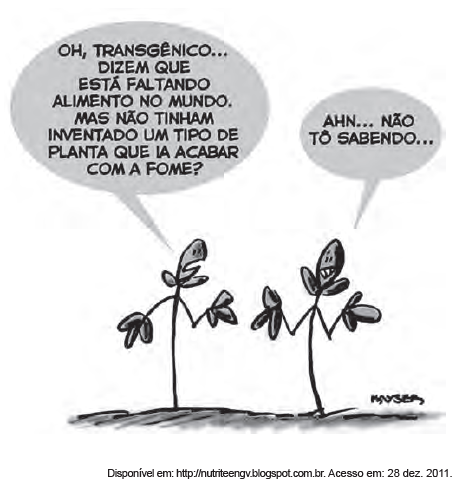 OH, TRANSGÊNICO...
DIZEM QUE
ESTÁ FALTANDO
ALIMENTO NO MUNDO.
MAS NÃO TINHAM
INVENTADO UM TIPO DE
PLANTA QUE IA ACABAR
COM A FOME?
AHN... NÃO
TÔ SABENDO...
KAYSER
Disponível em: http://nutriteengv.blogspot.com.br. Acesso em: 28 dez. 2011.